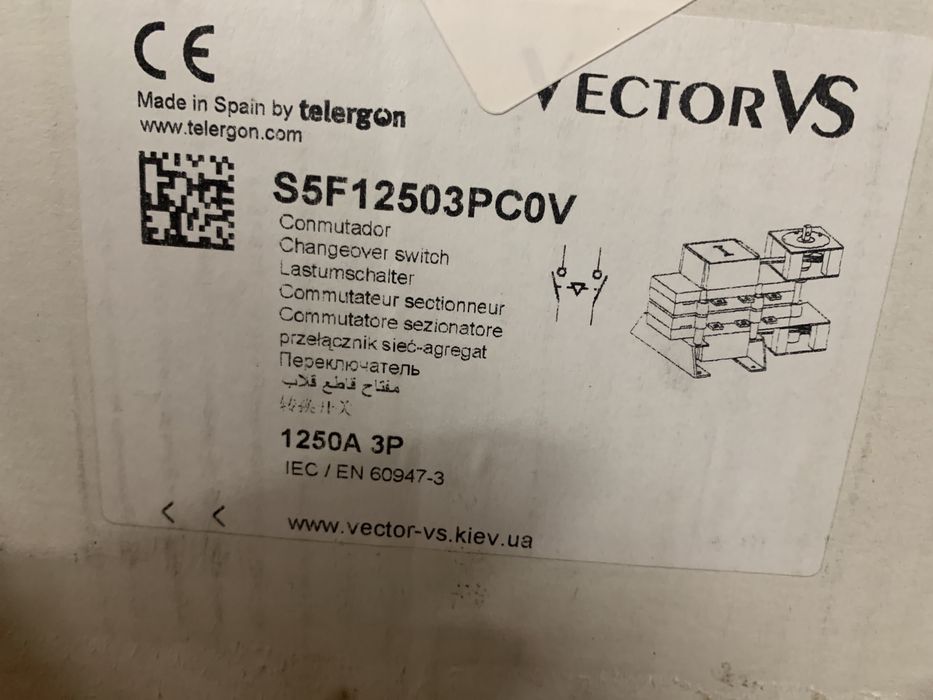 CE
VECTOR VS
Made in Spain by telergon
www.telergon.com
S5F12503PC0V
Conmutador
Changeover switch
Lastumschalter
Commutateur sectionneur
Commutatore sezionatore
przełącznik sieć-agregat
Переключатель
مفتاح قاطع قلاب
1250A 3P
IEC / EN 60947-3
< <
www.vector-vs.kiev.ua
I